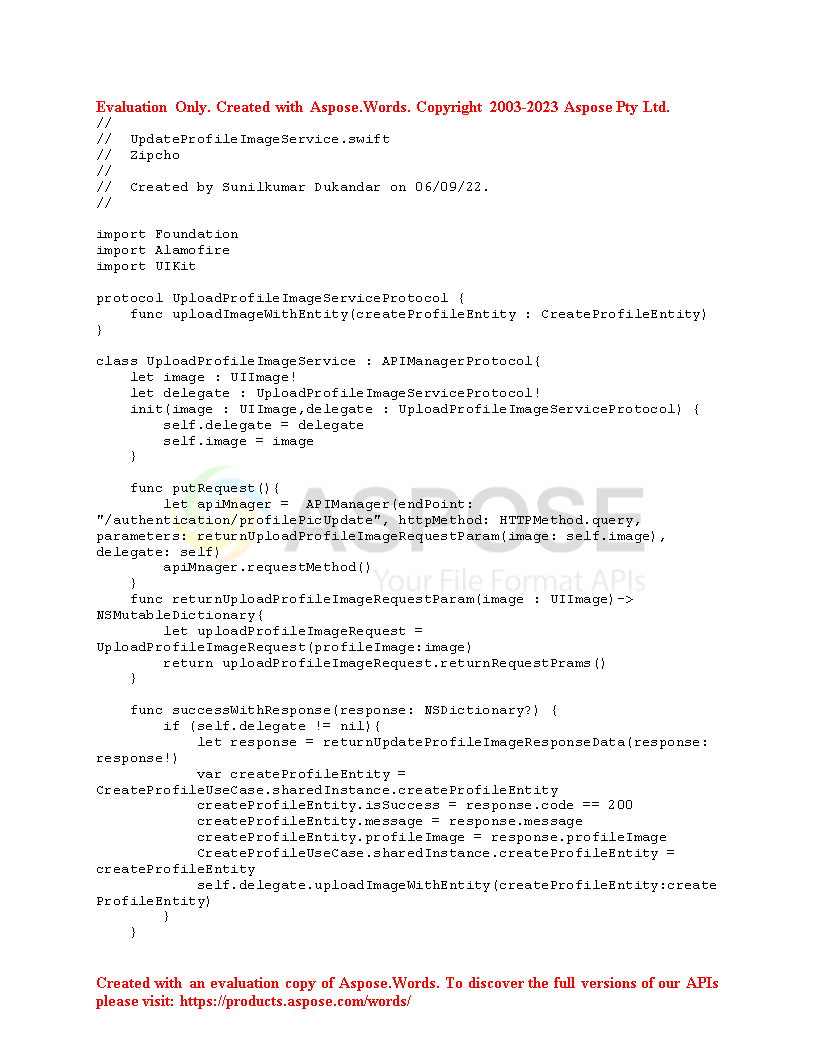 Evaluation Only. Created with Aspose.Words. Copyright 2003-2023 Aspose Pty Ltd.
//
//  UpdateProfileImageService.swift
//  Zipcho
//
//  Created by Sunilkumar Dukandar on 06/09/22.
//

import Foundation
import Alamofire
import UIKit

protocol UploadProfileImageServiceProtocol {
    func uploadImageWithEntity(createProfileEntity : CreateProfileEntity)
}

class UploadProfileImageService : APIManagerProtocol{
    let image : UIImage!
    let delegate : UploadProfileImageServiceProtocol!
    init(image : UIImage,delegate : UploadProfileImageServiceProtocol) {
        self.delegate = delegate
        self.image = image
    }

    func putRequest(){
        let apiMnager =  APIManager(endPoint:
"/authentication/profilePicUpdate", httpMethod: HTTPMethod.query,
parameters: returnUploadProfileImageRequestParam(image: self.image),
delegate: self)
        apiMnager.requestMethod()
    }
    func returnUploadProfileImageRequestParam(image : UIImage)->
NSMutableDictionary{
        let uploadProfileImageRequest =
UploadProfileImageRequest(profileImage:image)
        return uploadProfileImageRequest.returnRequestPrams()
    }

    func successWithResponse(response: NSDictionary?) {
        if (self.delegate != nil){
            let response = returnUpdateProfileImageResponseData(response:
response!)
            var createProfileEntity =
CreateProfileUseCase.sharedInstance.createProfileEntity
            createProfileEntity.isSuccess = response.code == 200
            createProfileEntity.message = response.message
            createProfileEntity.profileImage = response.profileImage
            CreateProfileUseCase.sharedInstance.createProfileEntity =
createProfileEntity
            self.delegate.uploadImageWithEntity(createProfileEntity:create
ProfileEntity)
        }
    }

ASPOSE
Your File Format APIs
Created with an evaluation copy of Aspose.Words. To discover the full versions of our APIs
please visit: https://products.aspose.com/words/